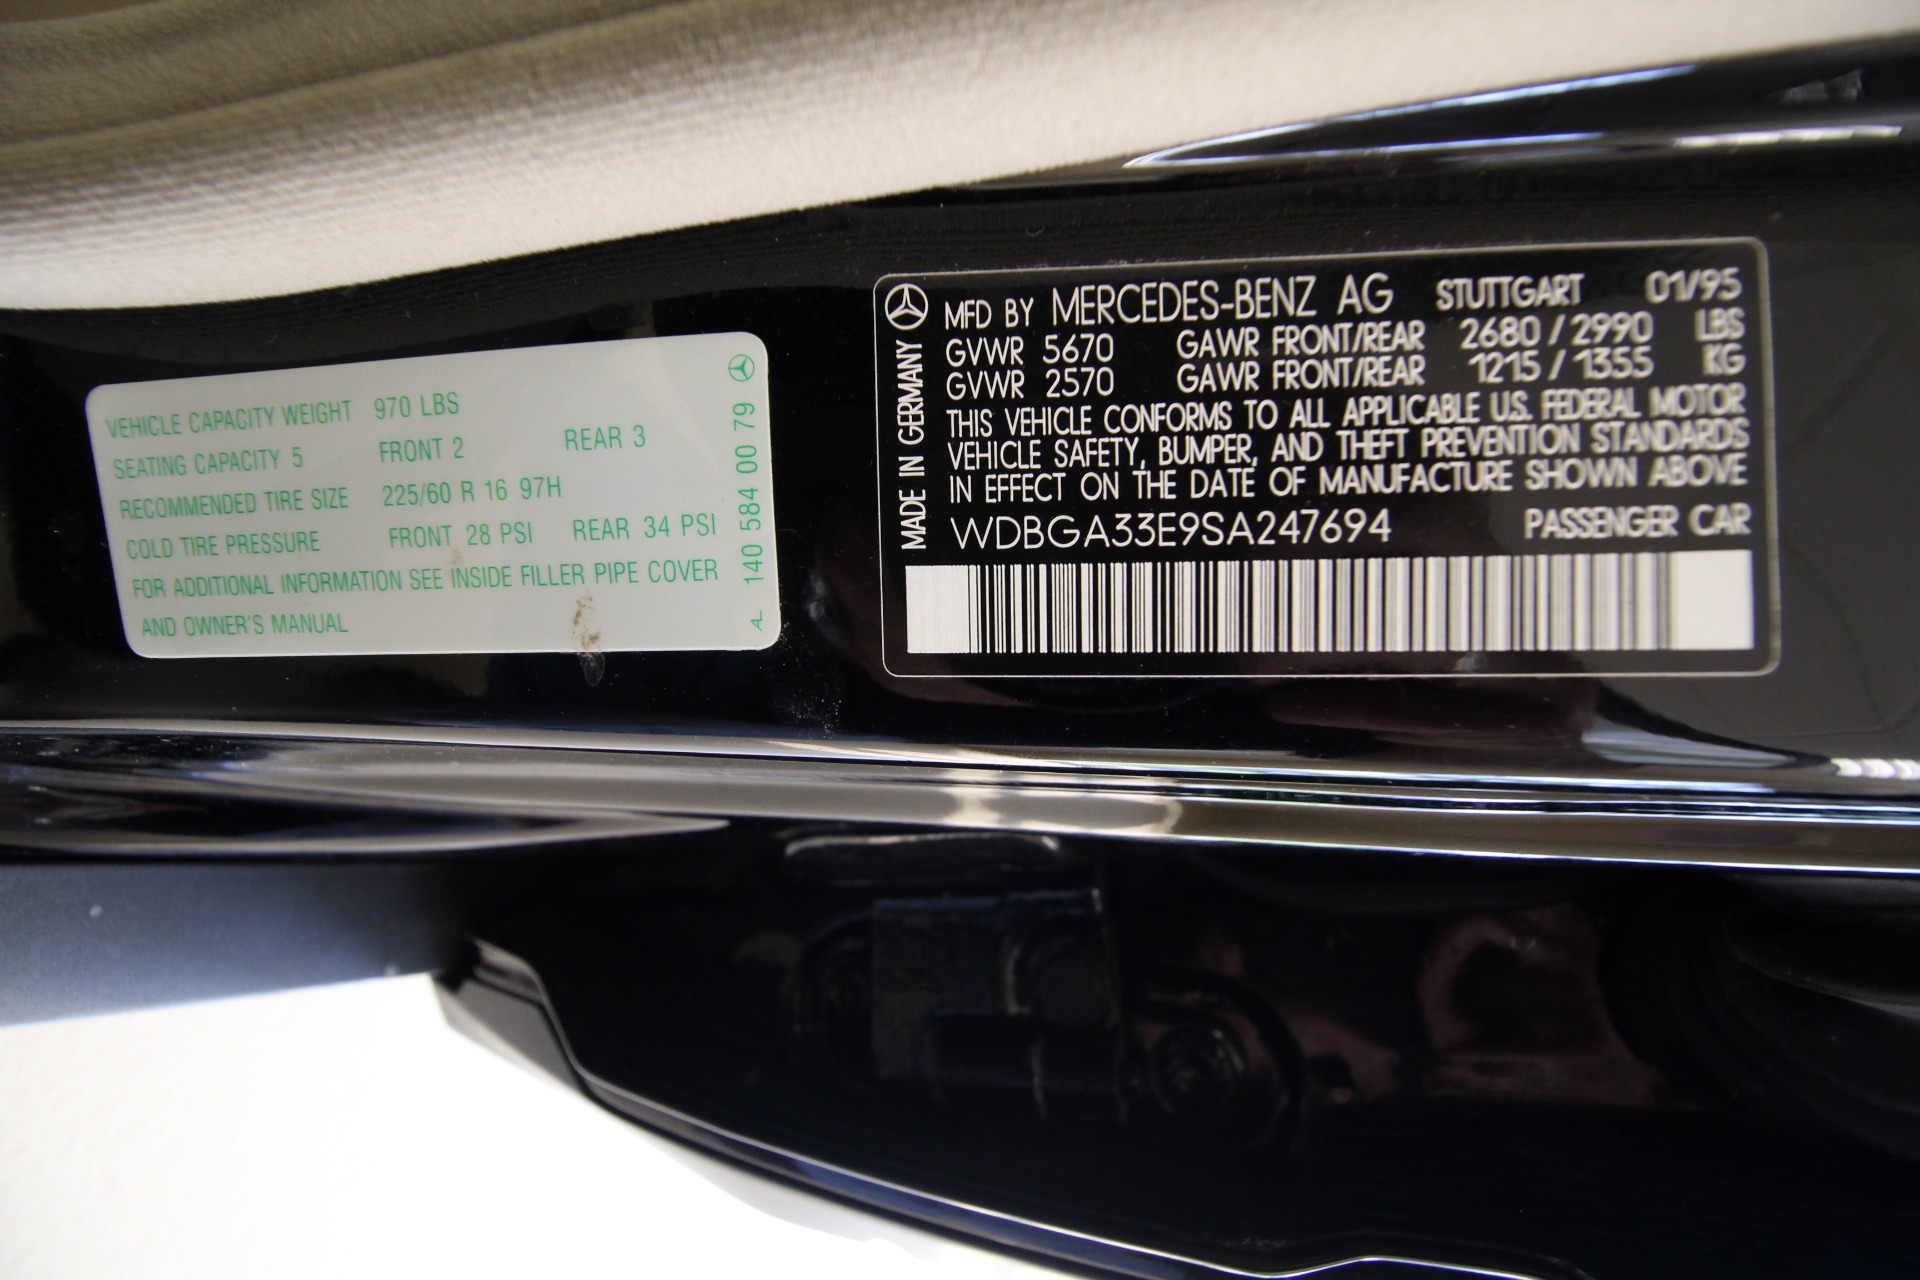 VEHICLE CAPACITY WEIGHT 970 LBS
SEATING CAPACITY 5 FRONT 2 REAR 3
RECOMMENDED TIRE SIZE 225/60 R 16 97H
COLD TIRE PRESSURE FRONT 28 PSI REAR 34 PSI
FOR ADDITIONAL INFORMATION SEE INSIDE FILLER PIPE COVER
AND OWNER'S MANUAL
A 140 584 00 79
MADE IN GERMANY
MFD BY MERCEDES-BENZ AG STUTTGART 01/95
GVWR 5670 GAWR FRONT/REAR 2680 / 2990 LBS
GVWR 2570 GAWR FRONT/REAR 1215 / 1355 KG
THIS VEHICLE CONFORMS TO ALL APPLICABLE U.S. FEDERAL MOTOR
VEHICLE SAFETY, BUMPER, AND THEFT PREVENTION STANDARDS
IN EFFECT ON THE DATE OF MANUFACTURE SHOWN ABOVE
WDBGA33E9SA247694 PASSENGER CAR